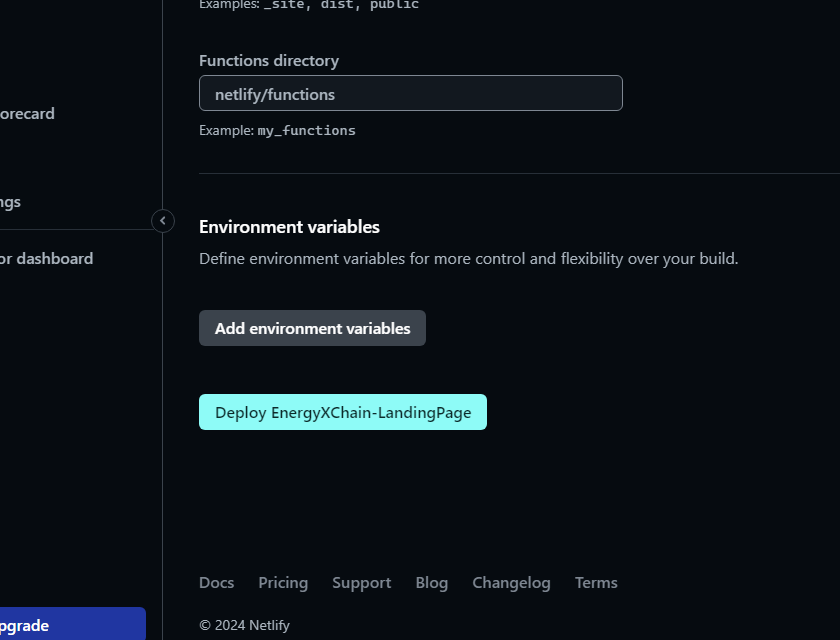 Examples: _site, dist, public
Functions directory
netlify/functions
orecard
Example: my_functions
ngs
Environment variables
or dashboard
Define environment variables for more control and flexibility over your build.
Add environment variables
Deploy EnergyXChain-LandingPage
Docs Pricing Support Blog Changelog Terms
pgrade
© 2024 Netlify